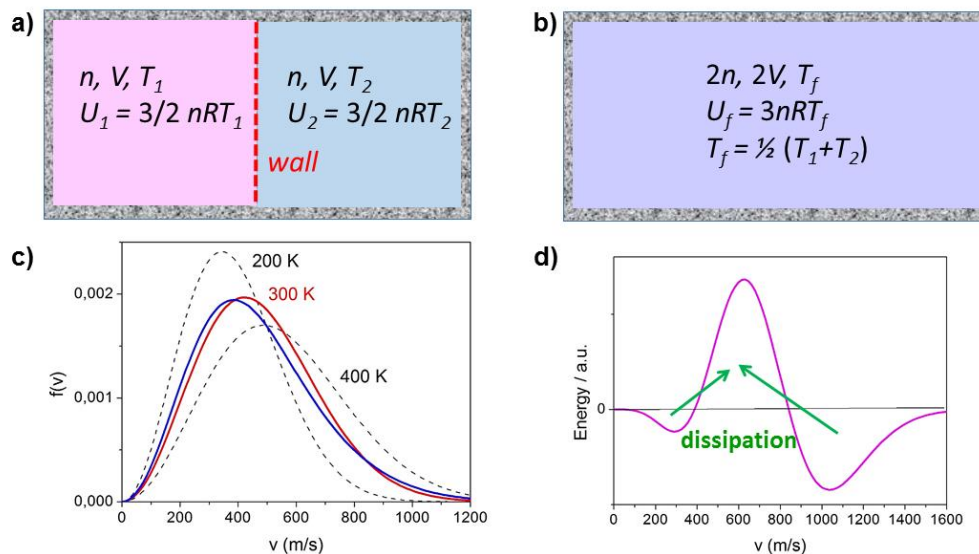 a)
n, V, T1
U1 = 3/2 nRT1
n, V, T2
U2 = 3/2 nRT2
wall
b)
2n, 2V, Tf
Uf = 3nRTf
Tf = ½ (T1+T2)
c)
200 K
300 K
400 K
0,002
0,001
0,000
f(v)
0 200 400 600 800 1000 1200
v (m/s)
d)
Energy / a.u.
0
dissipation
0 200 400 600 800 1000 1200 1400 1600
v (m/s)